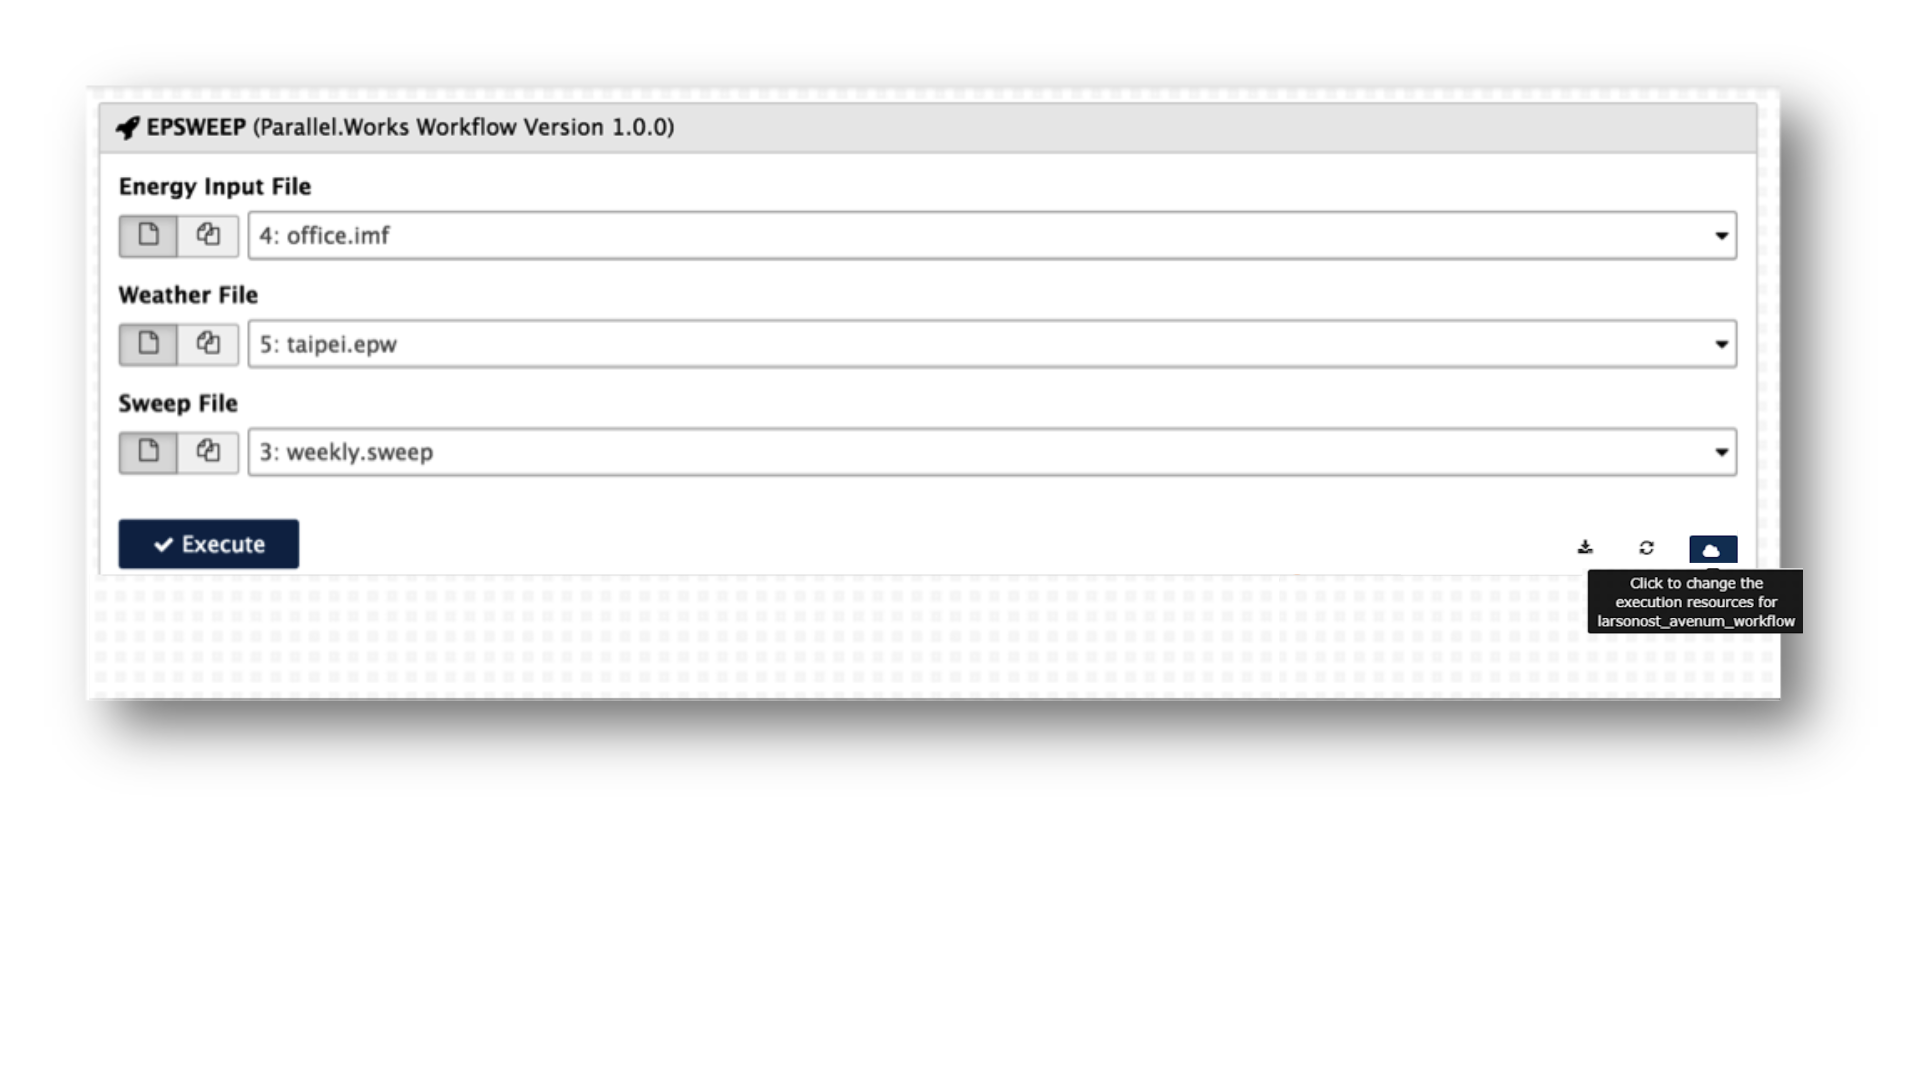 EPSWEEP (Parallel.Works Workflow Version 1.0.0)
Energy Input File
4: office.imf
Weather File
5: taipei.epw
Sweep File
3: weekly.sweep
Execute
Click to change the
execution resources for
larsonost_avenum_workflow